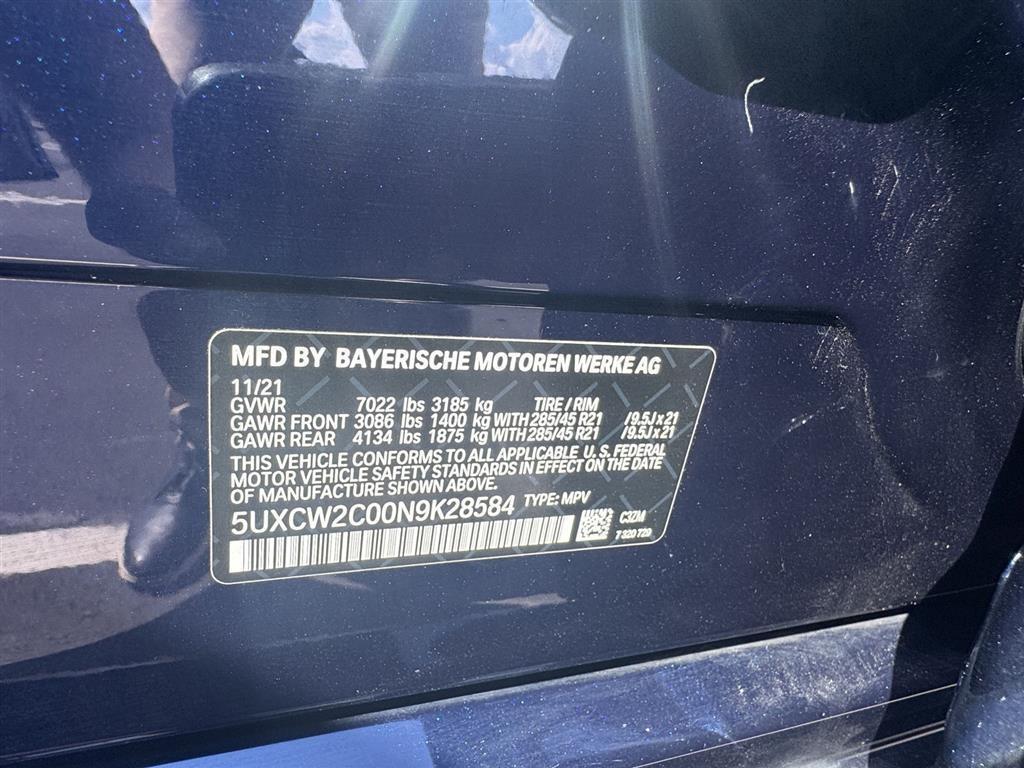 MFD BY BAYERISCHE MOTOREN WERKE AG
11/21
GVWR 7022 lbs 3185 kg TIRE / RIM
GAWR FRONT 3086 lbs 1400 kg WITH 285/45 R21 /9.5J x 21
GAWR REAR 4134 lbs 1875 kg WITH 285/45 R21 /9.5J x 21
THIS VEHICLE CONFORMS TO ALL APPLICABLE U.S. FEDERAL
MOTOR VEHICLE SAFETY STANDARDS IN EFFECT ON THE DATE
OF MANUFACTURE SHOWN ABOVE.
5UXCW2C00N9K28584 TYPE: MPV
C3ZM
7 320 720